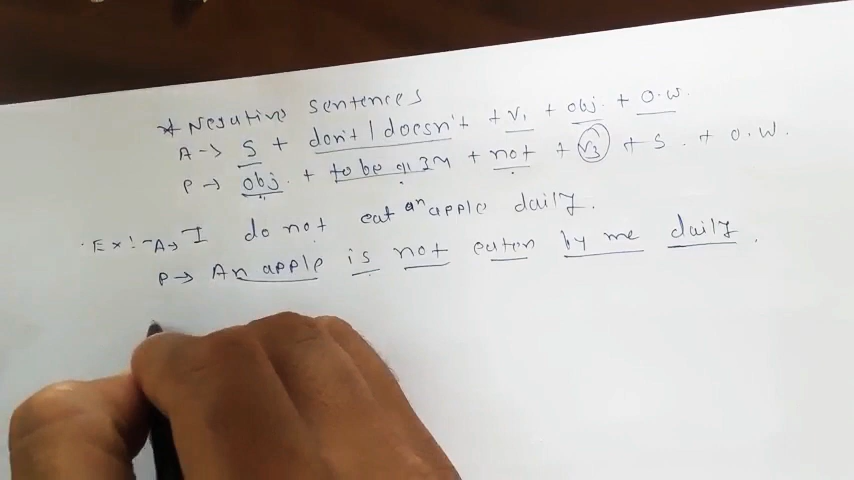 * Negative sentences
A → S + don't / doesn't + V1 + obj. + O.W.
P → obj. + to be का 3M + not + V3 + S. + O.W.
Ex:- A → I do not eat an apple daily.
P → An apple is not eaten by me daily.